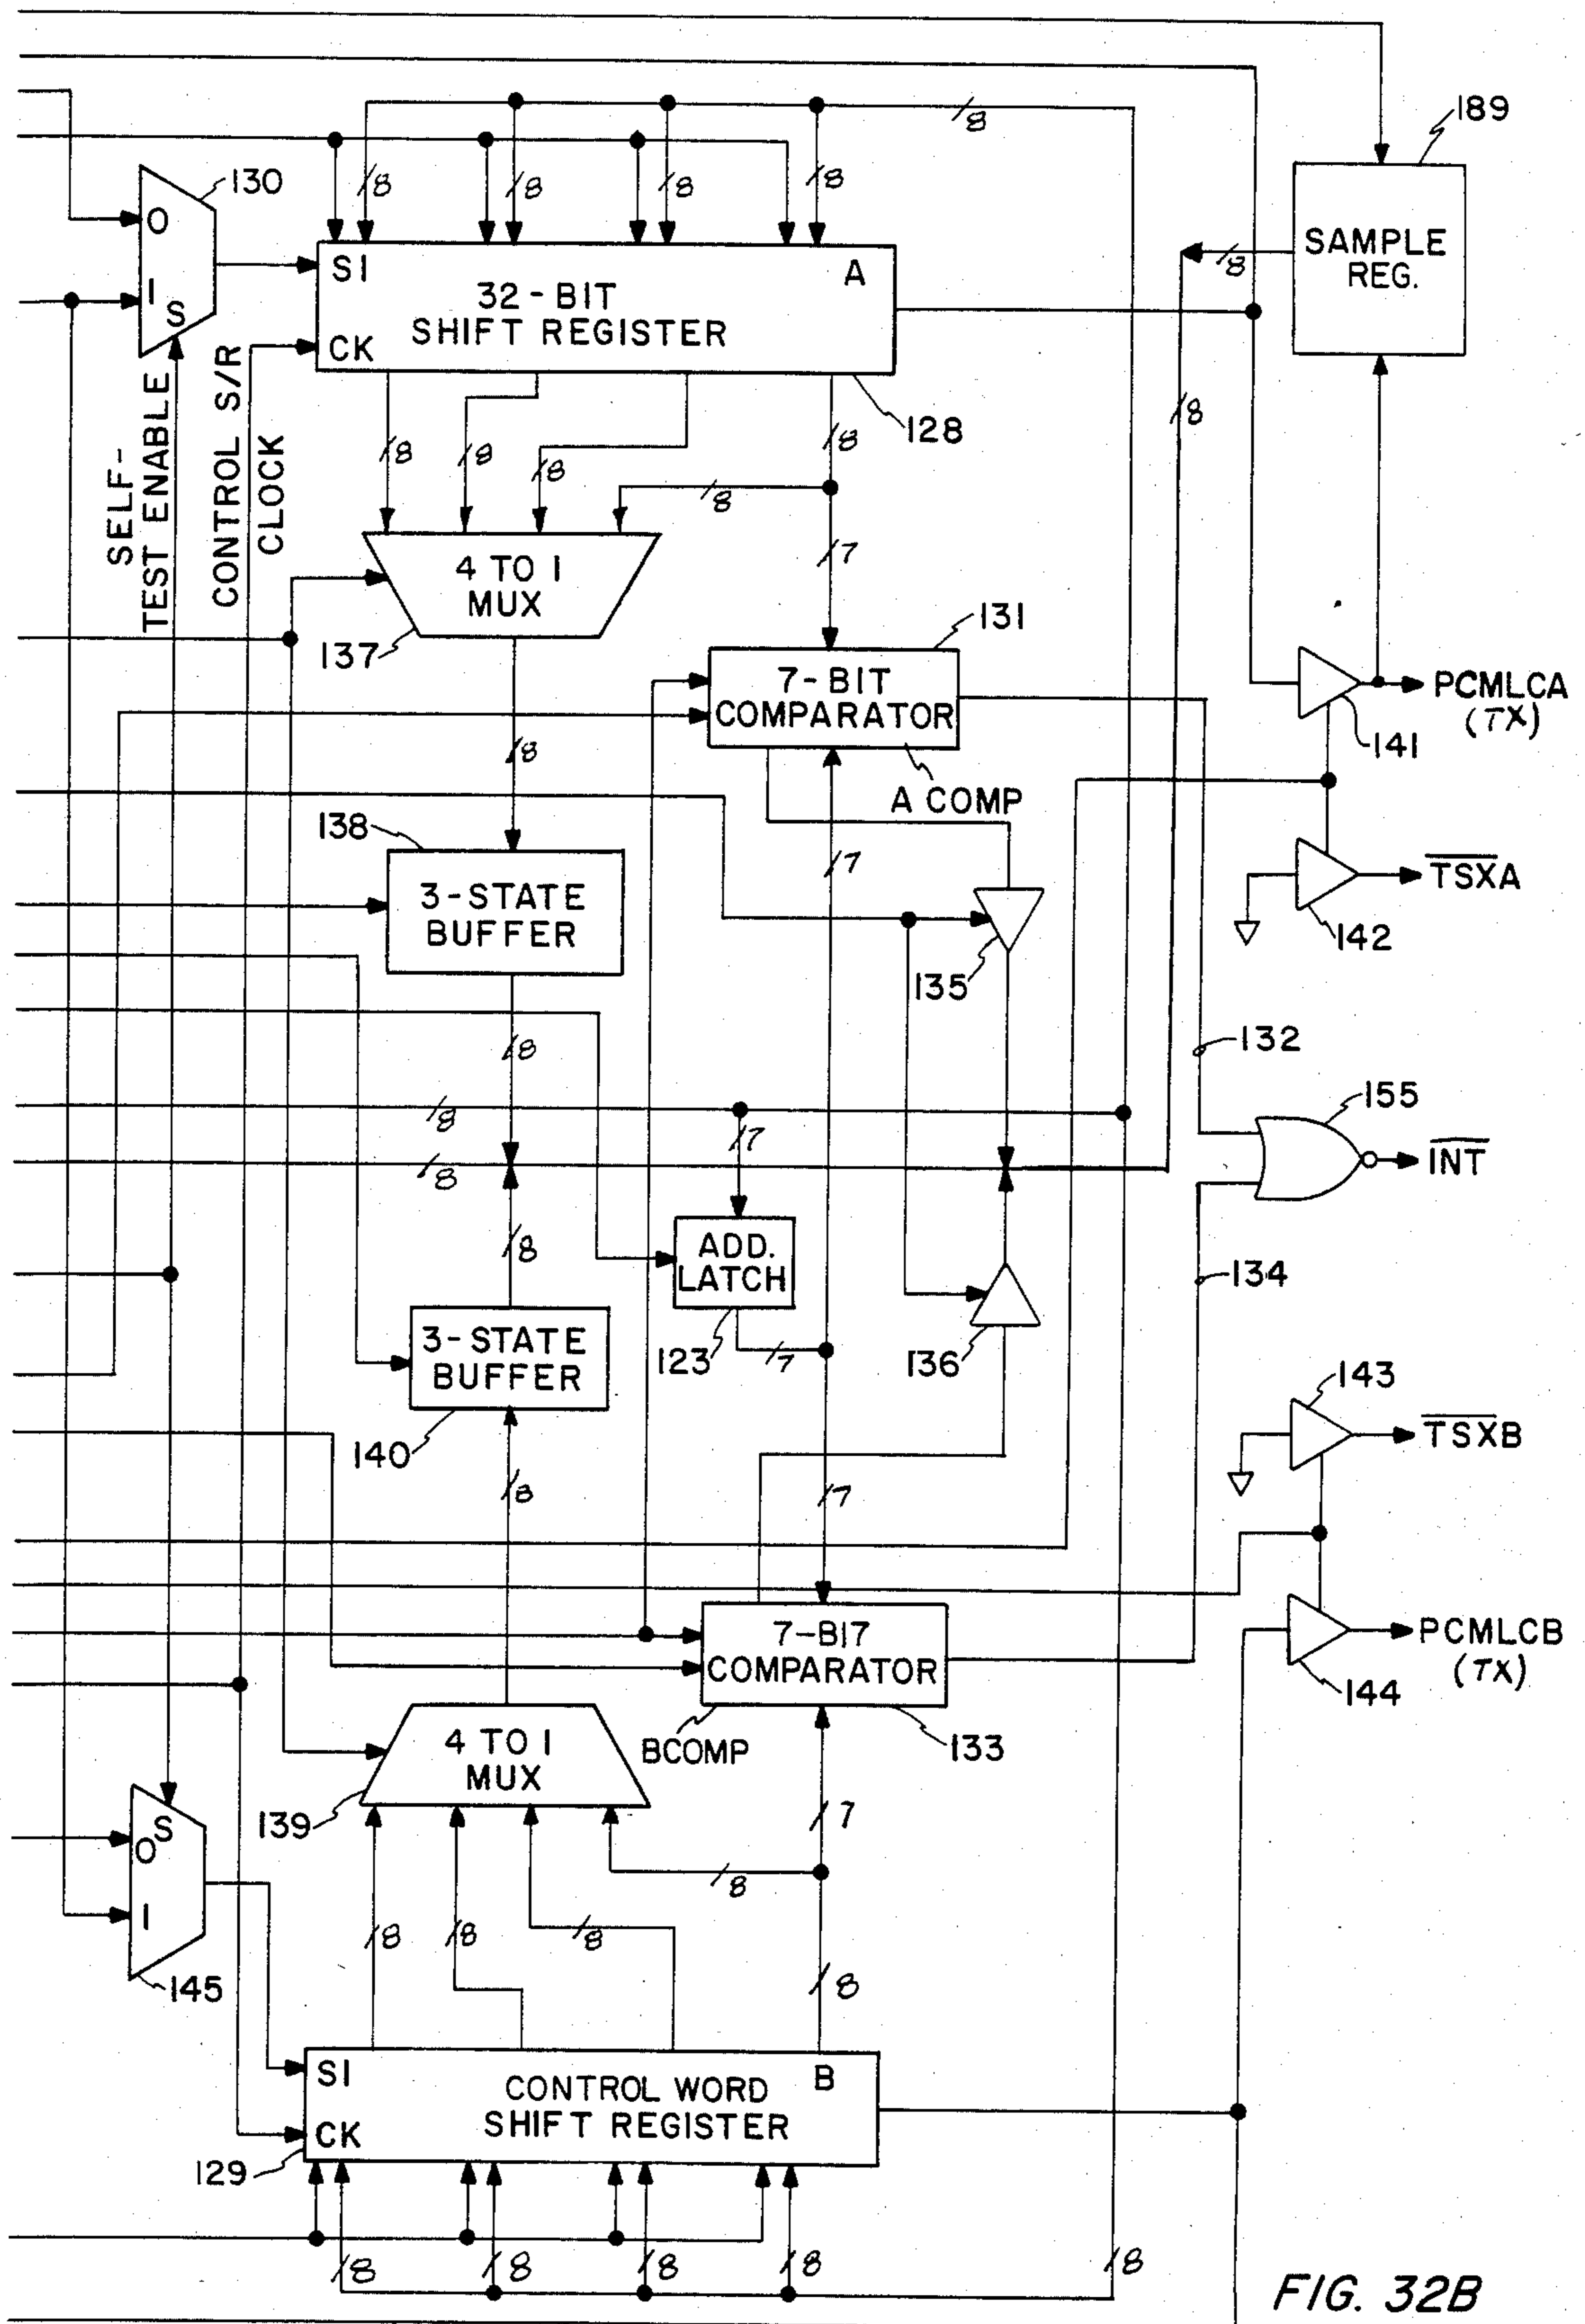 8
189
130
8
8
8
8
O
SAMPLE
REG.
8
SI
A
I
32-BIT
SHIFT REGISTER
S
CK
SELF-
TEST ENABLE
CONTROL S/R
CLOCK
8
128
8
8
8
8
8
4 TO 1
MUX
7
131
137
7-BIT
COMPARATOR
PCMLCA
(TX)
141
8
A COMP
138
7
3-STATE
BUFFER
TSXA
142
135
8
132
8
7
155
8
INT
8
ADD.
LATCH
134
3-STATE
BUFFER
123
7
136
143
TSXB
140
8
7
7-BI7
COMPARATOR
PCMLCB
(TX)
144
4 TO 1
MUX
BCOMP
133
139
S
O
7
8
I
8
8
8
145
8
SI
B
CONTROL WORD
SHIFT REGISTER
CK
129
8
8
8
8
8
FIG. 32B